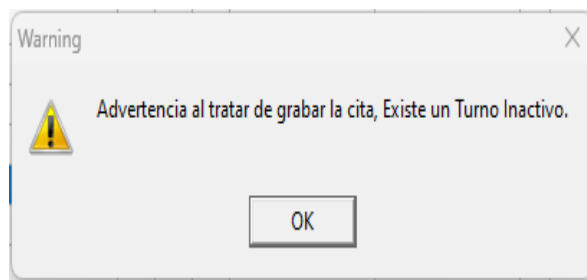 Warning
Advertencia al tratar de grabar la cita, Existe un Turno Inactivo.
OK